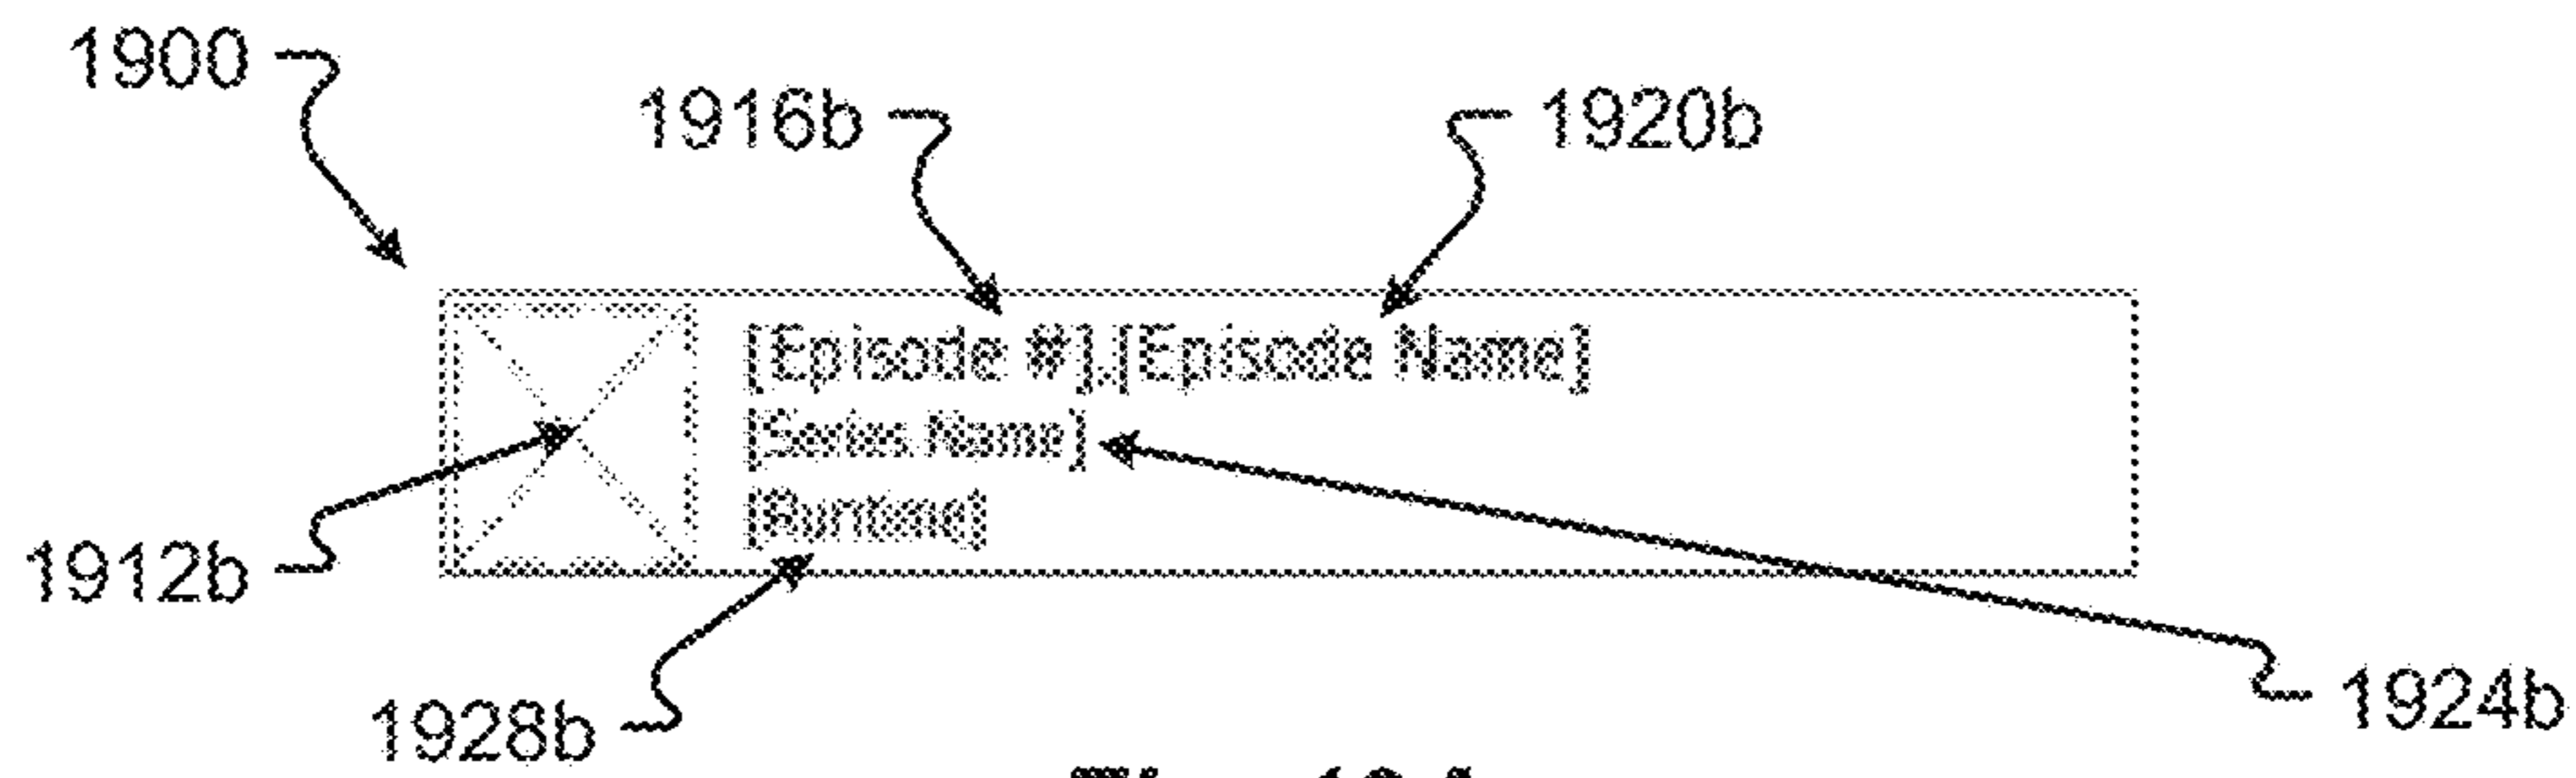 1900
1916b
1920b
[Episode #].[Episode Name]
[Series Name]
[Runtime]
1912b
1928b
1924b